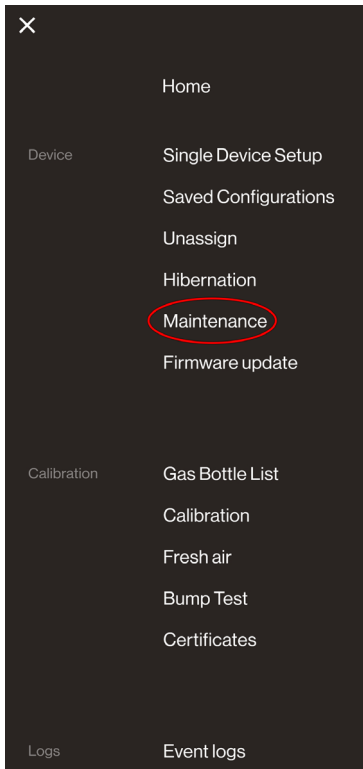 Home
Device Single Device Setup
Saved Configurations
Unassign
Hibernation
Maintenance
Firmware update
Calibration Gas Bottle List
Calibration
Fresh air
Bump Test
Certificates
Logs Event logs